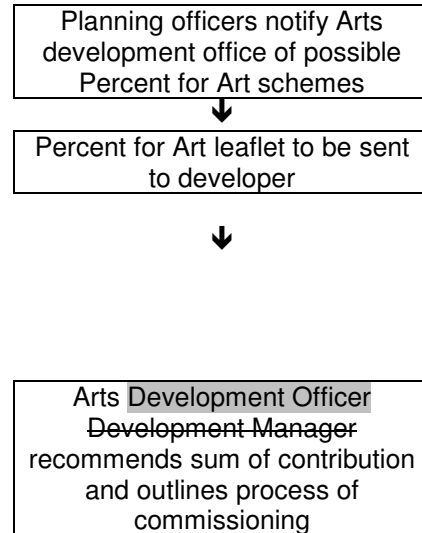 Planning officers notify Arts
development office of possible
Percent for Art schemes
Percent for Art leaflet to be sent
to developer
Arts Development Officer
Development Manager
recommends sum of contribution
and outlines process of
commissioning